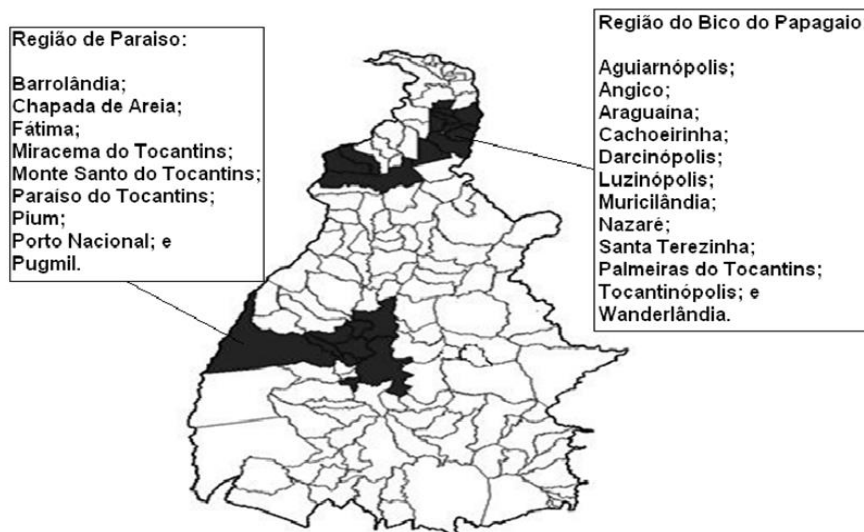 Região de Paraiso:
Barrolândia;
Chapada de Areia;
Fátima;
Miracema do Tocantins;
Monte Santo do Tocantins;
Paraíso do Tocantins;
Pium;
Porto Nacional; e
Pugmil.
Região do Bico do Papagaio
Aguiarnópolis;
Angico;
Araguaína;
Cachoeirinha;
Darcinópolis;
Luzinópolis;
Muricilândia;
Nazaré;
Santa Terezinha;
Palmeiras do Tocantins;
Tocantinópolis; e
Wanderlândia.